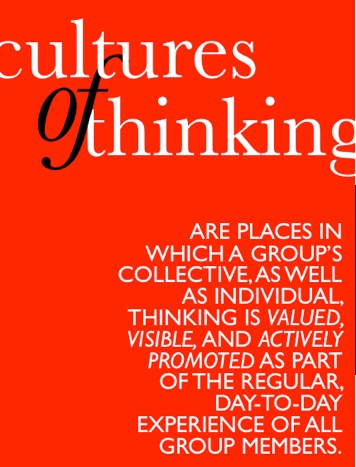 cultures
of
thinking
ARE PLACES IN
WHICH A GROUP'S
COLLECTIVE, AS WELL
AS INDIVIDUAL,
THINKING IS VALUED,
VISIBLE, AND ACTIVELY
PROMOTED AS PART
OF THE REGULAR,
DAY-TO-DAY
EXPERIENCE OF ALL
GROUP MEMBERS.